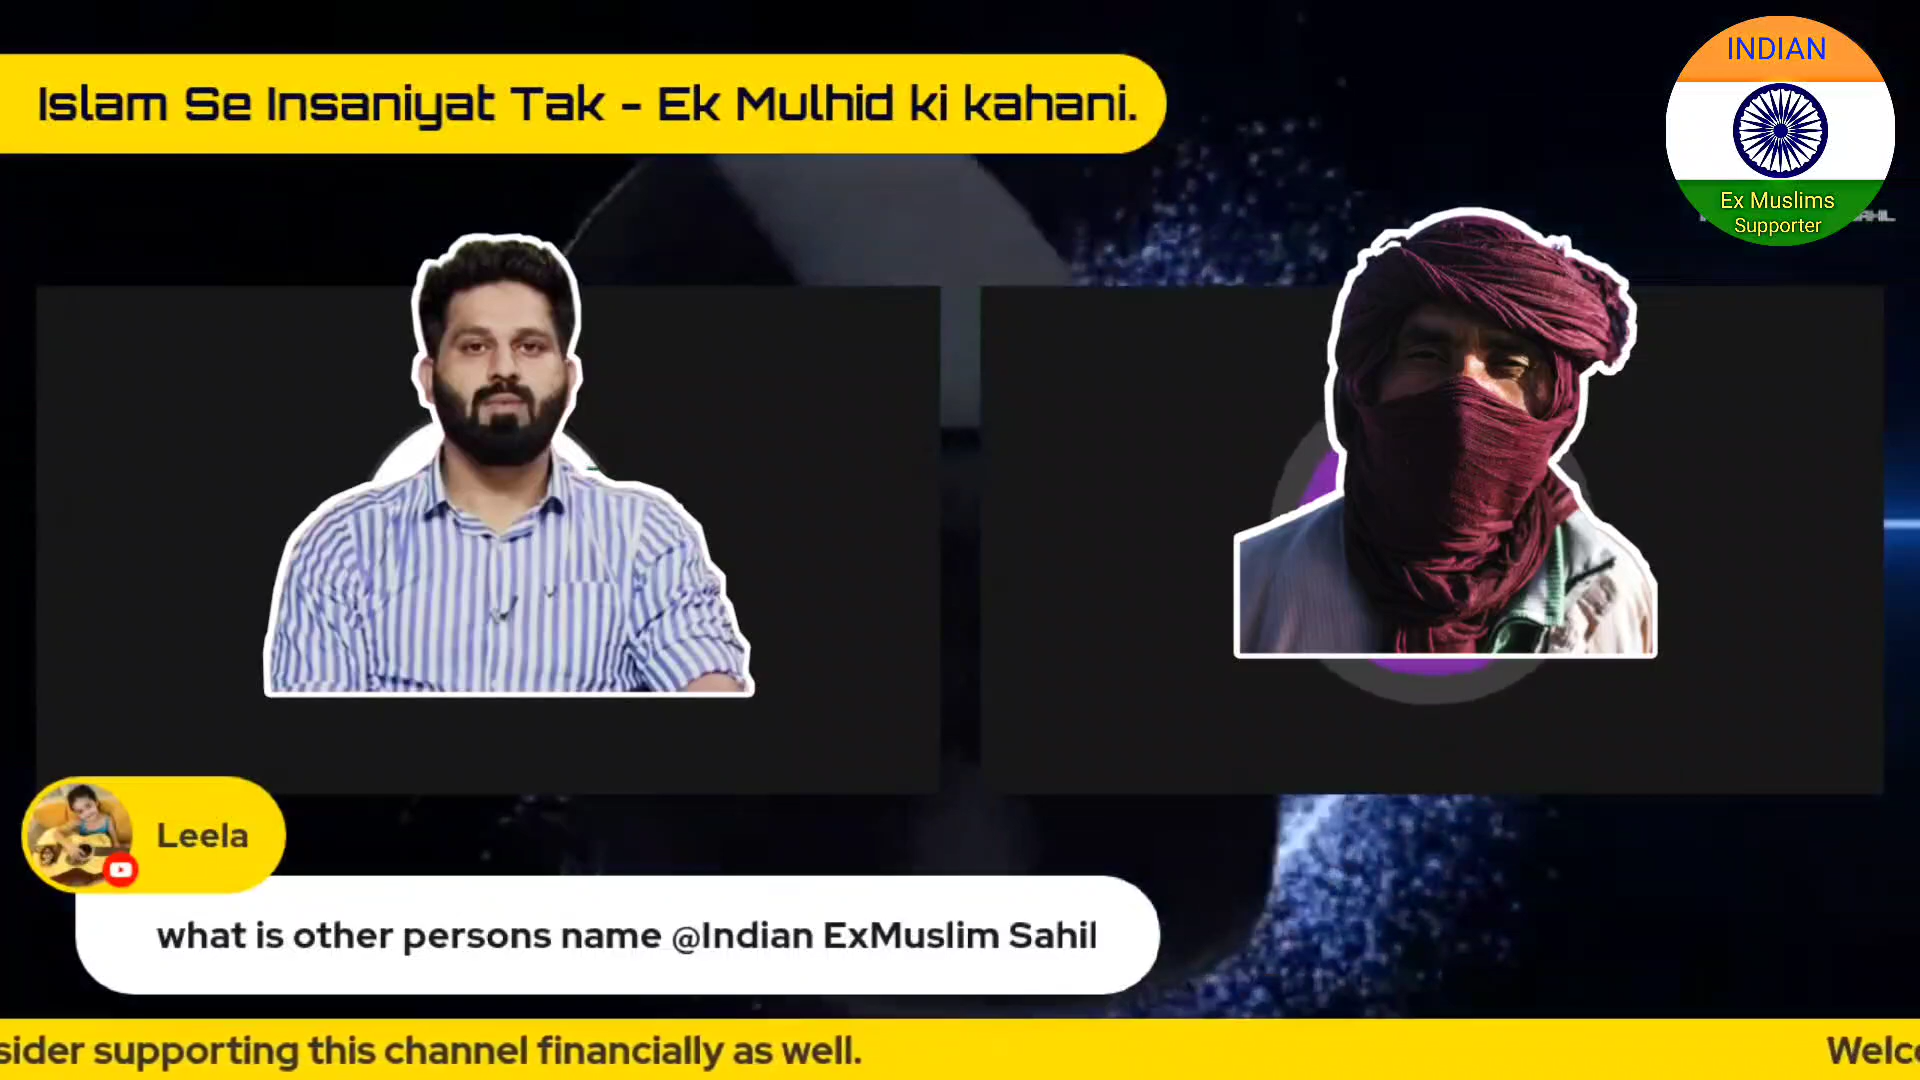 Islam Se Insaniyat Tak - Ek Mulhid ki kahani.
INDIAN
Ex Muslims
Supporter
Leela
what is other persons name @Indian ExMuslim Sahil
sider supporting this channel financially as well.
Welc